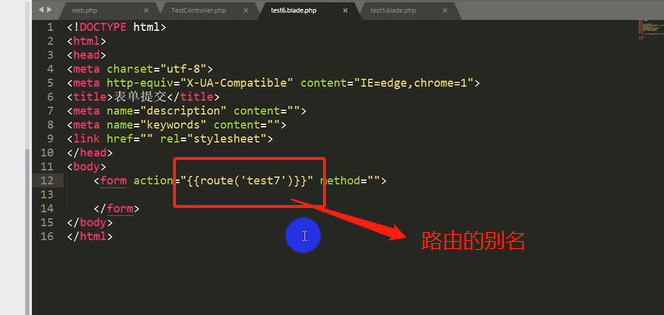 web.php TestController.php test6.blade.php test5.blade.php
1 <!DOCTYPE html>
2 <html>
3 <head>
4 <meta charset="utf-8">
5 <meta http-equiv="X-UA-Compatible" content="IE=edge,chrome=1">
6 <title>表单提交</title>
7 <meta name="description" content="">
8 <meta name="keywords" content="">
9 <link href="" rel="stylesheet">
10 </head>
11 <body>
12 <form action="{{route('test7')}}" method="">
13
14 </form>
15 </body>
16 </html>
路由的别名